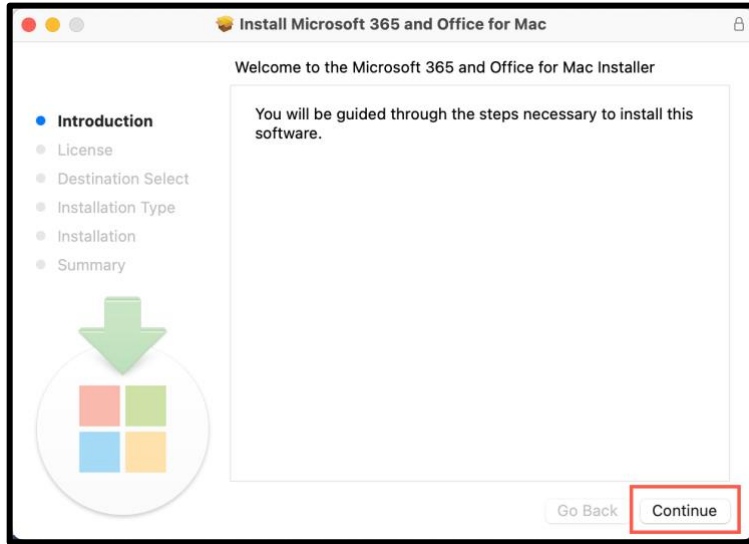 Install Microsoft 365 and Office for Mac
Welcome to the Microsoft 365 and Office for Mac Installer
Introduction
License
Destination Select
Installation Type
Installation
Summary
You will be guided through the steps necessary to install this
software.
Go Back
Continue